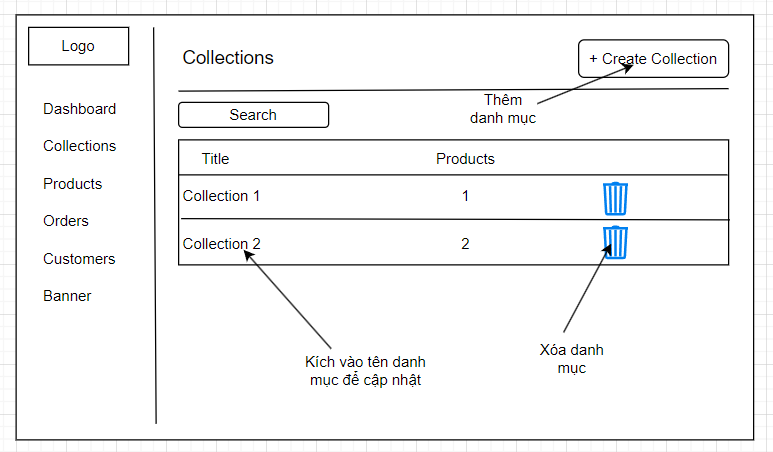 Logo
Dashboard
Collections
Products
Orders
Customers
Banner
Collections
+ Create Collection
Thêm
danh mục
Search
Title Products
Collection 1 1
Collection 2 2
Kích vào tên danh
mục để cập nhật
Xóa danh
mục